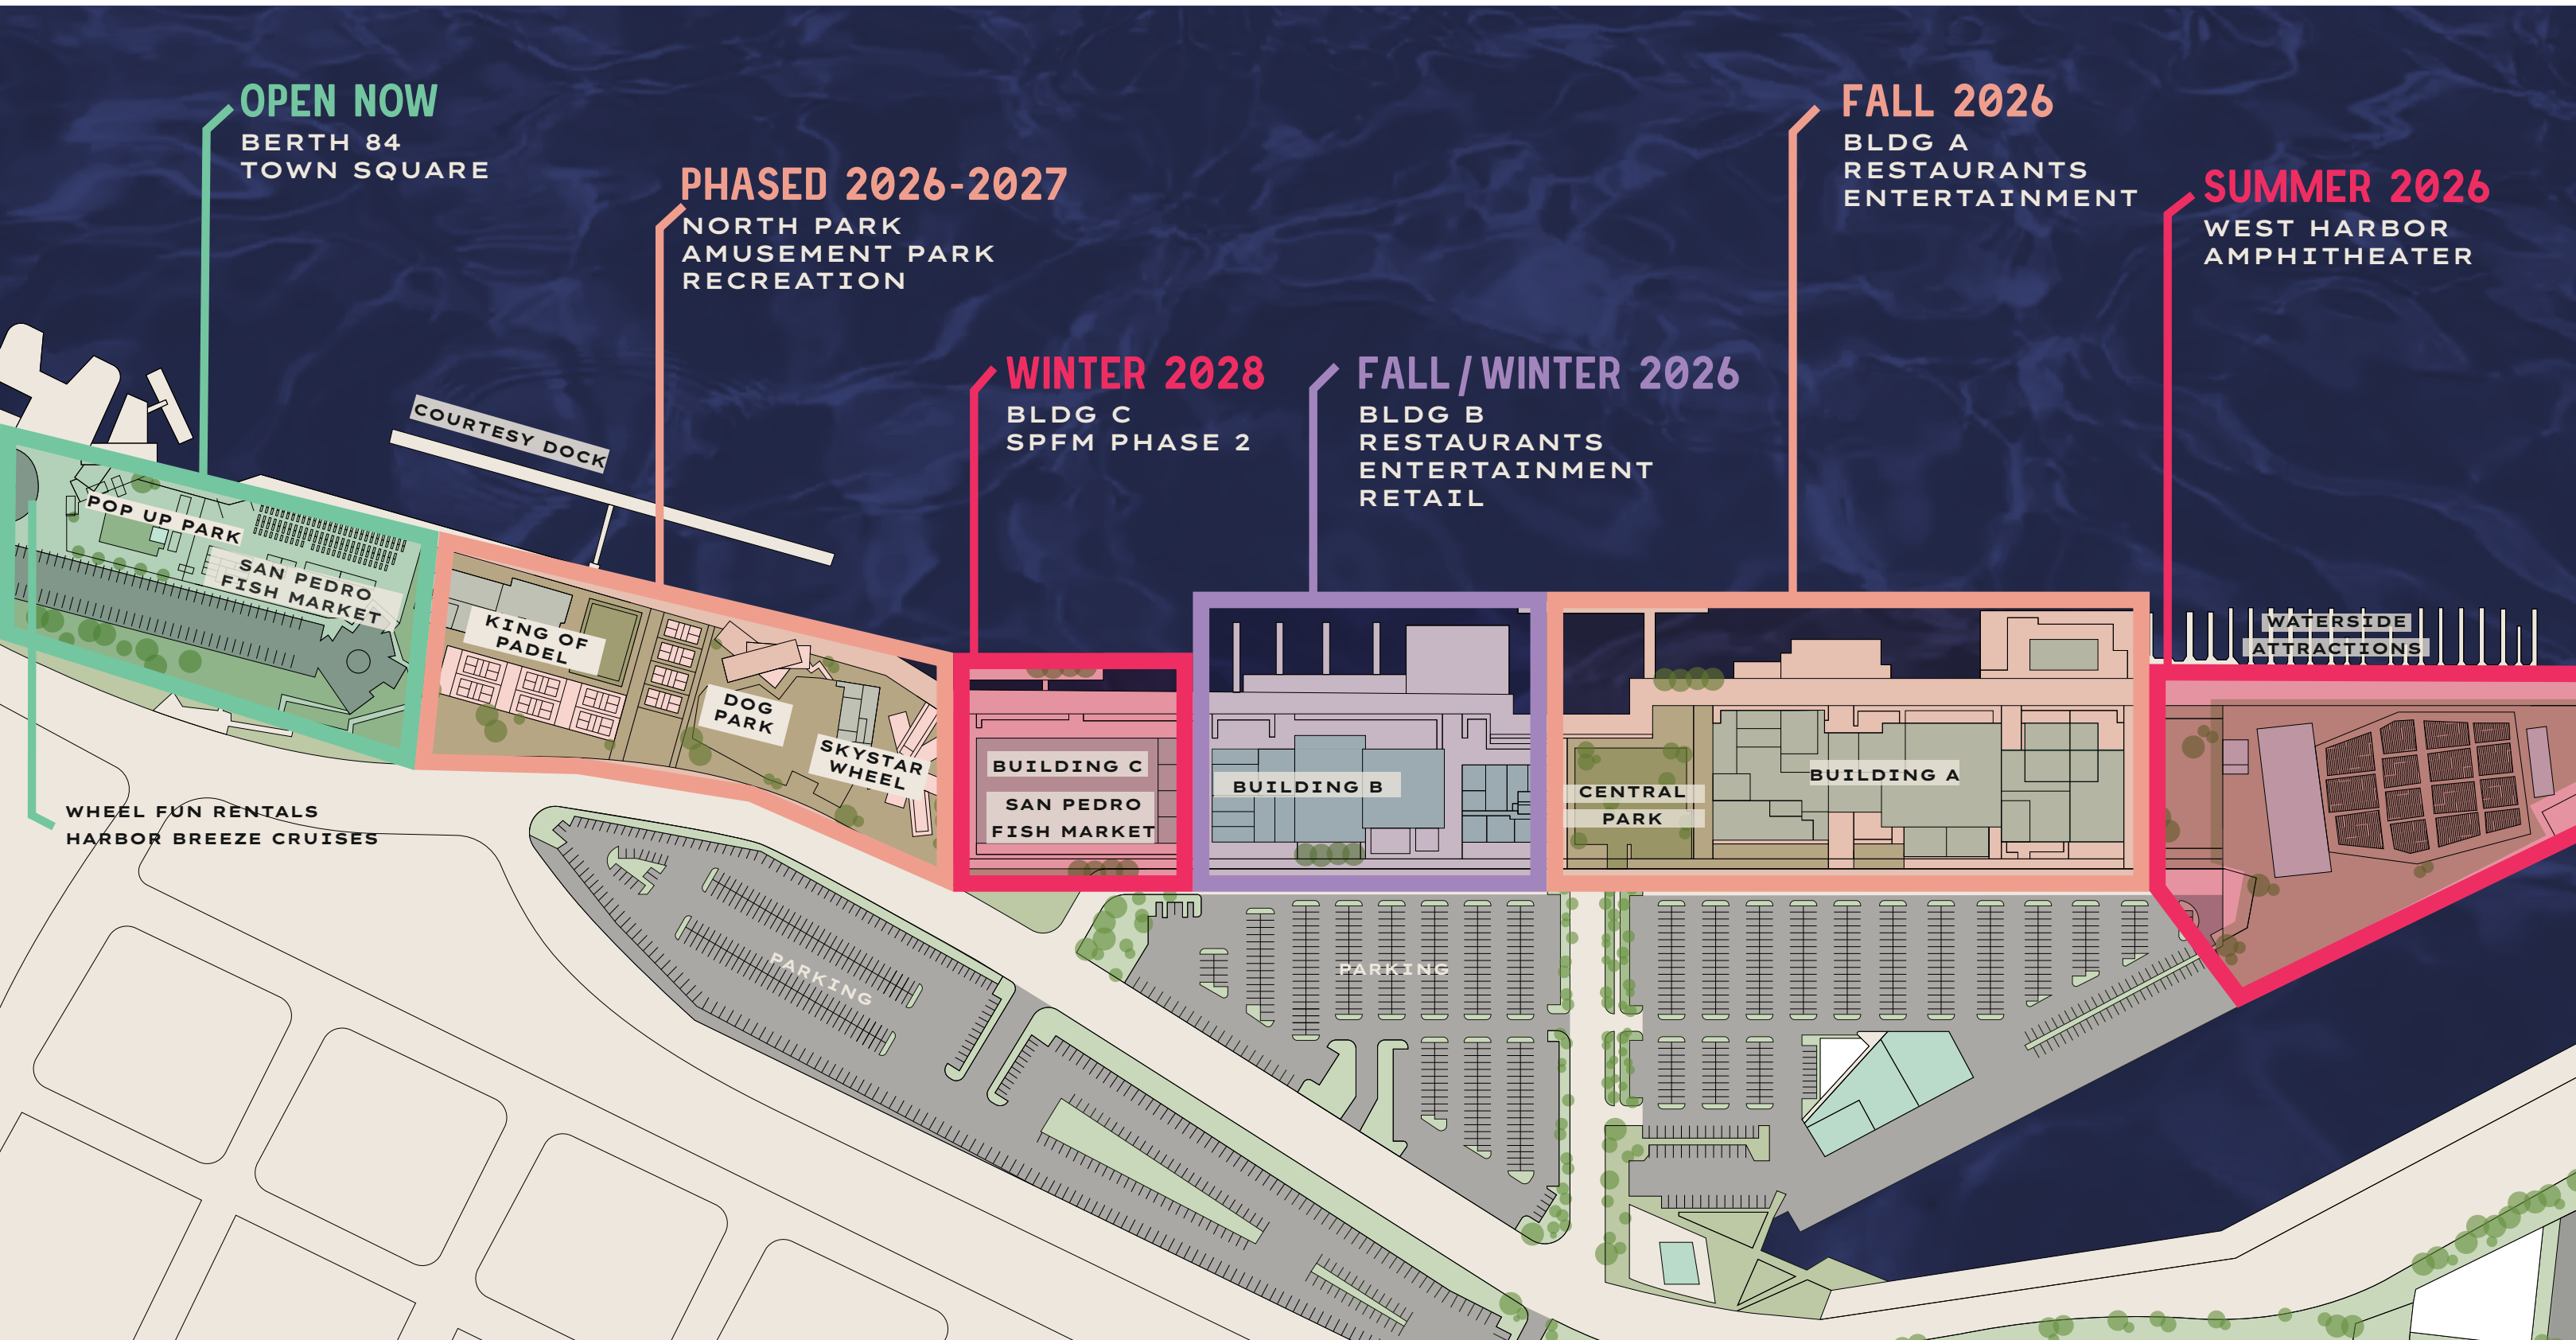 OPEN NOW
BERTH 84
TOWN SQUARE
PHASED 2026-2027
NORTH PARK
AMUSEMENT PARK
RECREATION
WINTER 2028
BLDG C
SPFM PHASE 2
FALL/WINTER 2026
BLDG B
RESTAURANTS
ENTERTAINMENT
RETAIL
FALL 2026
BLDG A
RESTAURANTS
ENTERTAINMENT
SUMMER 2026
WEST HARBOR
AMPHITHEATER
COURTESY DOCK
POP UP PARK
SAN PEDRO
FISH MARKET
KING OF
PADEL
DOG
PARK
SKYSTAR
WHEEL
BUILDING C
SAN PEDRO
FISH MARKET
BUILDING B
CENTRAL
PARK
BUILDING A
WATERSIDE
ATTRACTIONS
WHEEL FUN RENTALS
HARBOR BREEZE CRUISES
PARKING
PARKING